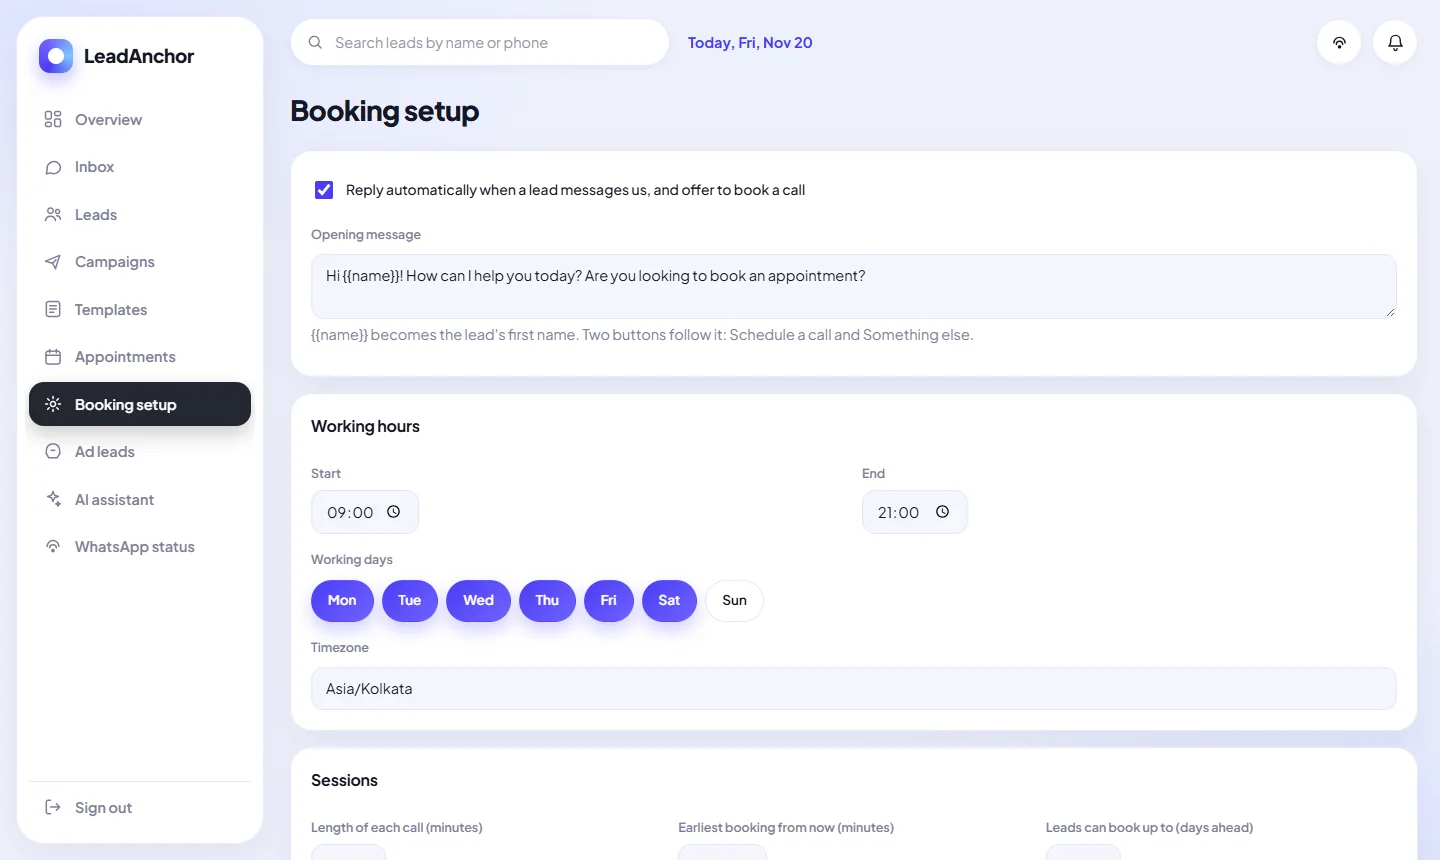 LeadAnchor
Search leads by name or phone
Today, Fri, Nov 20
Overview
Inbox
Leads
Campaigns
Templates
Appointments
Booking setup
Ad leads
AI assistant
WhatsApp status
Sign out
Booking setup
Reply automatically when a lead messages us, and offer to book a call
Opening message
Hi {{name}}! How can I help you today? Are you looking to book an appointment?
{{name}} becomes the lead's first name. Two buttons follow it: Schedule a call and Something else.
Working hours
Start
End
09:00
21:00
Working days
Mon Tue Wed Thu Fri Sat Sun
Timezone
Asia/Kolkata
Sessions
Length of each call (minutes)
Earliest booking from now (minutes)
Leads can book up to (days ahead)